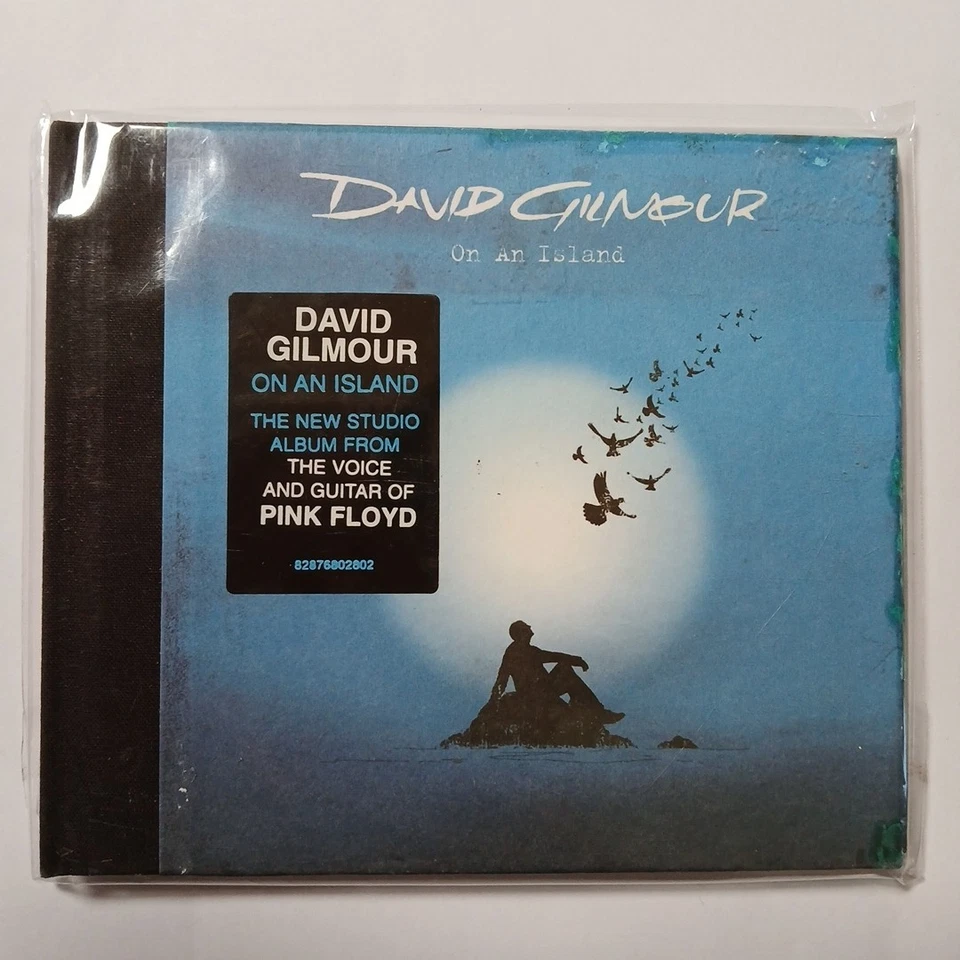 DAVID GILMOUR
On An Island
DAVID
GILMOUR
ON AN ISLAND
THE NEW STUDIO
ALBUM FROM
THE VOICE
AND GUITAR OF
PINK FLOYD
82876802802